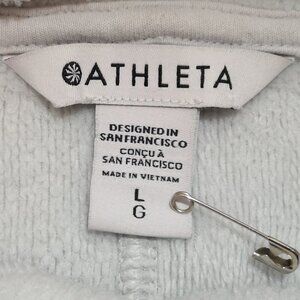 ATHLETA
DESIGNED IN
SAN FRANCISCO
CONÇU À
SAN FRANCISCO
MADE IN VIETNAM
L
G